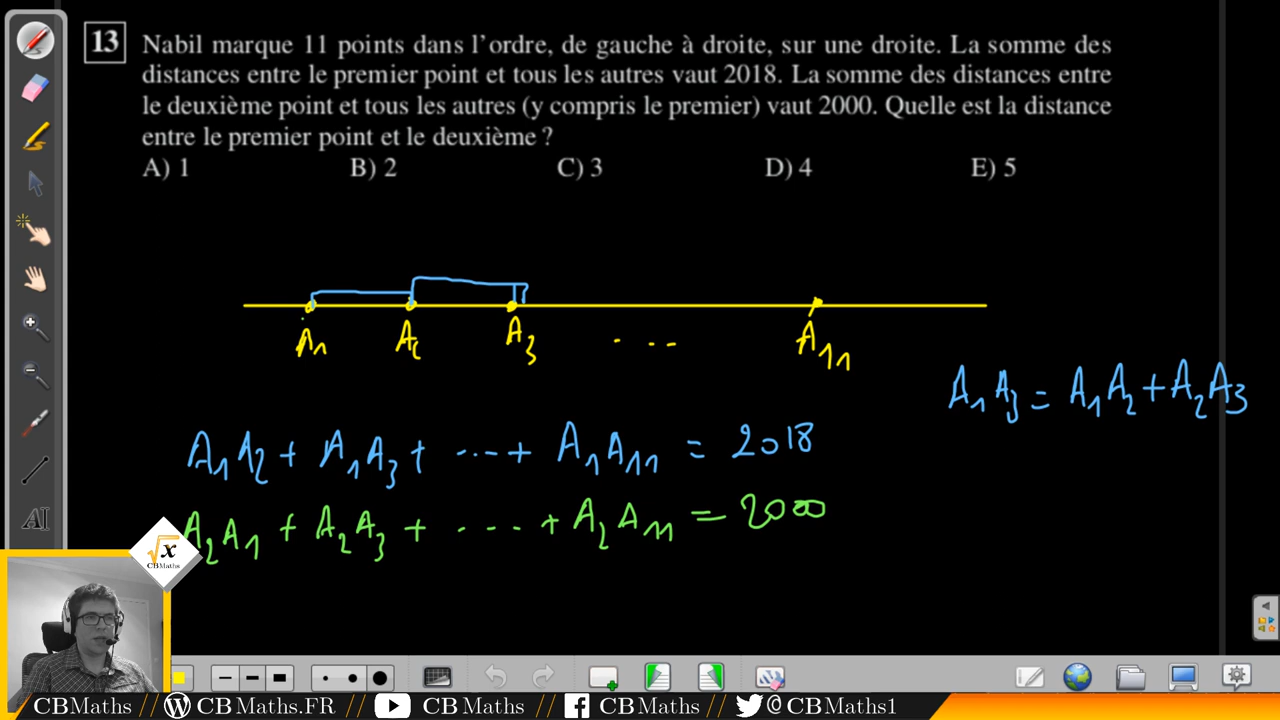 13 Nabil marque 11 points dans l'ordre, de gauche à droite, sur une droite. La somme des
distances entre le premier point et tous les autres vaut 2018. La somme des distances entre
le deuxième point et tous les autres (y compris le premier) vaut 2000. Quelle est la distance
entre le premier point et le deuxième ?
A) 1 B) 2 C) 3 D) 4 E) 5
A₁ A₂ A₃ ... A₁₁
A₁A₃ = A₁A₂ + A₂A₃
A₁A₂ + A₁A₃ + ... + A₁A₁₁ = 2018
A₂A₁ + A₂A₃ + .... + A₂A₁₁ = 2000
√x
CBMaths
AI
CBMaths // CBMaths.FR // CBMaths // CBMaths // @CBMaths1